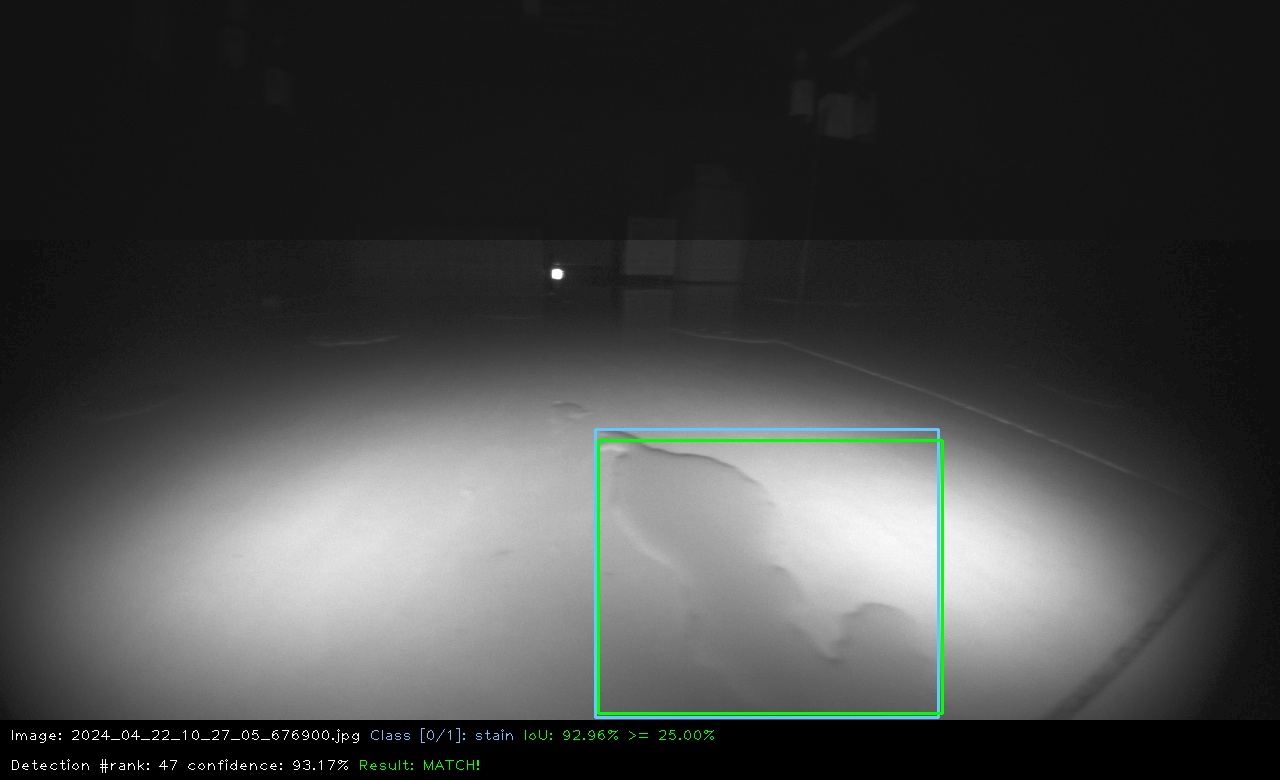 Image: 2024_04_22_10_27_05_676900.jpg Class [0/1]: stain IoU: 92.96% >= 25.00%
Detection #rank: 47 confidence: 93.17% Result: MATCH!